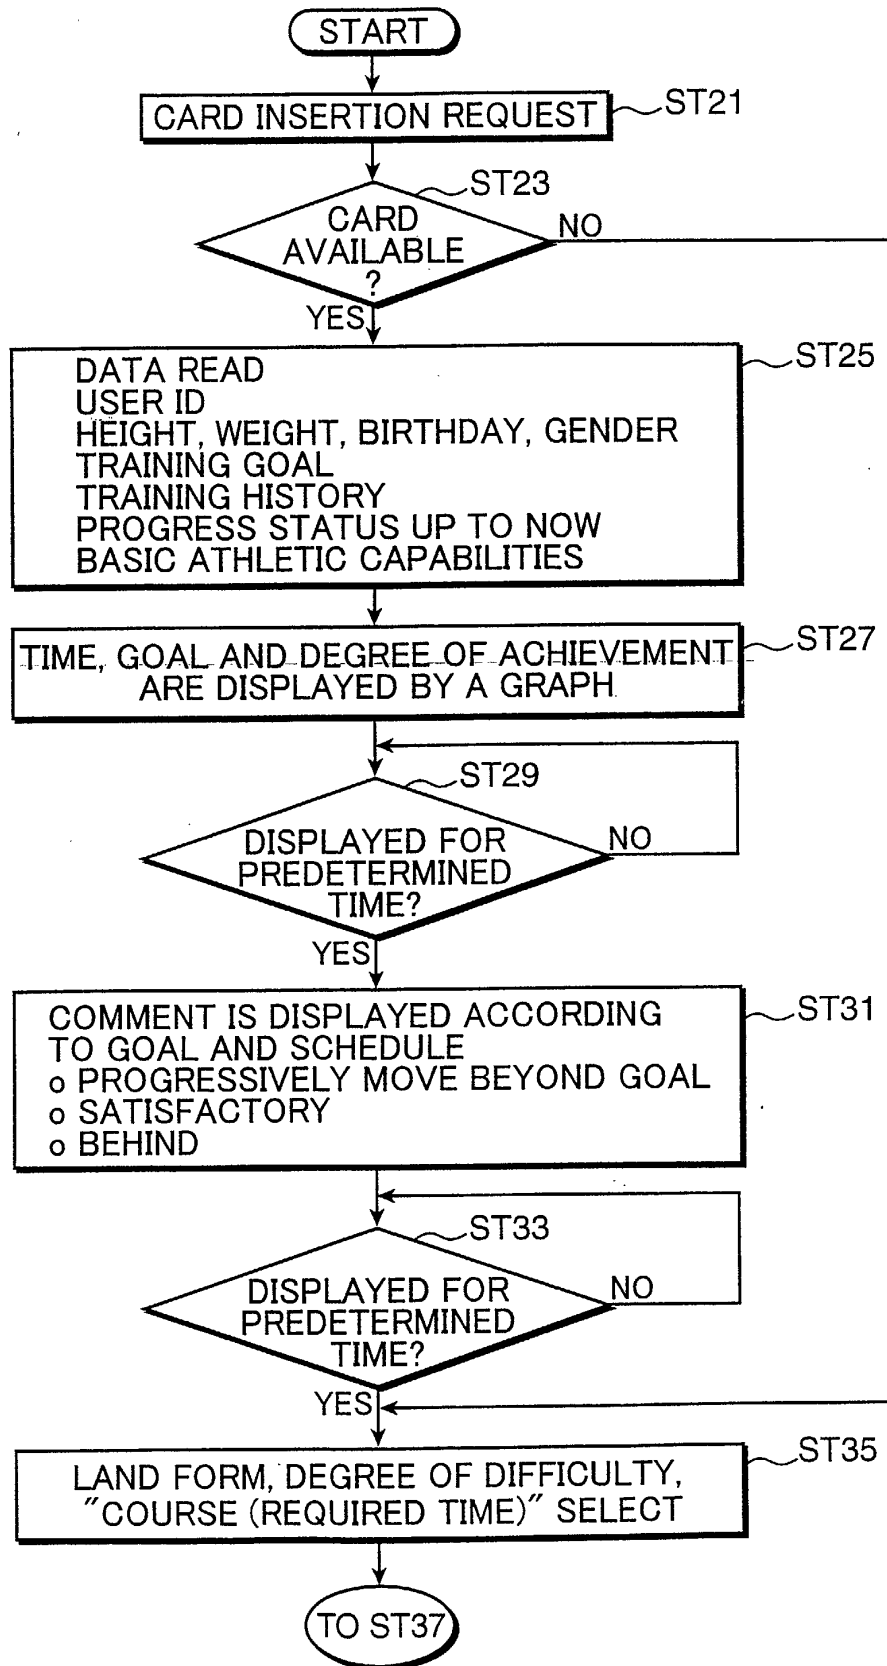 START
CARD INSERTION REQUEST
ST21
ST23
CARD
AVAILABLE
?
NO
YES
ST25
DATA READ
USER ID
HEIGHT, WEIGHT, BIRTHDAY, GENDER
TRAINING GOAL
TRAINING HISTORY
PROGRESS STATUS UP TO NOW
BASIC ATHLETIC CAPABILITIES
ST27
TIME, GOAL AND DEGREE OF ACHIEVEMENT
ARE DISPLAYED BY A GRAPH
ST29
DISPLAYED FOR
PREDETERMINED
TIME?
NO
YES
ST31
COMMENT IS DISPLAYED ACCORDING
TO GOAL AND SCHEDULE
o PROGRESSIVELY MOVE BEYOND GOAL
o SATISFACTORY
o BEHIND
ST33
DISPLAYED FOR
PREDETERMINED
TIME?
NO
YES
ST35
LAND FORM, DEGREE OF DIFFICULTY,
"COURSE (REQUIRED TIME)" SELECT
TO ST37